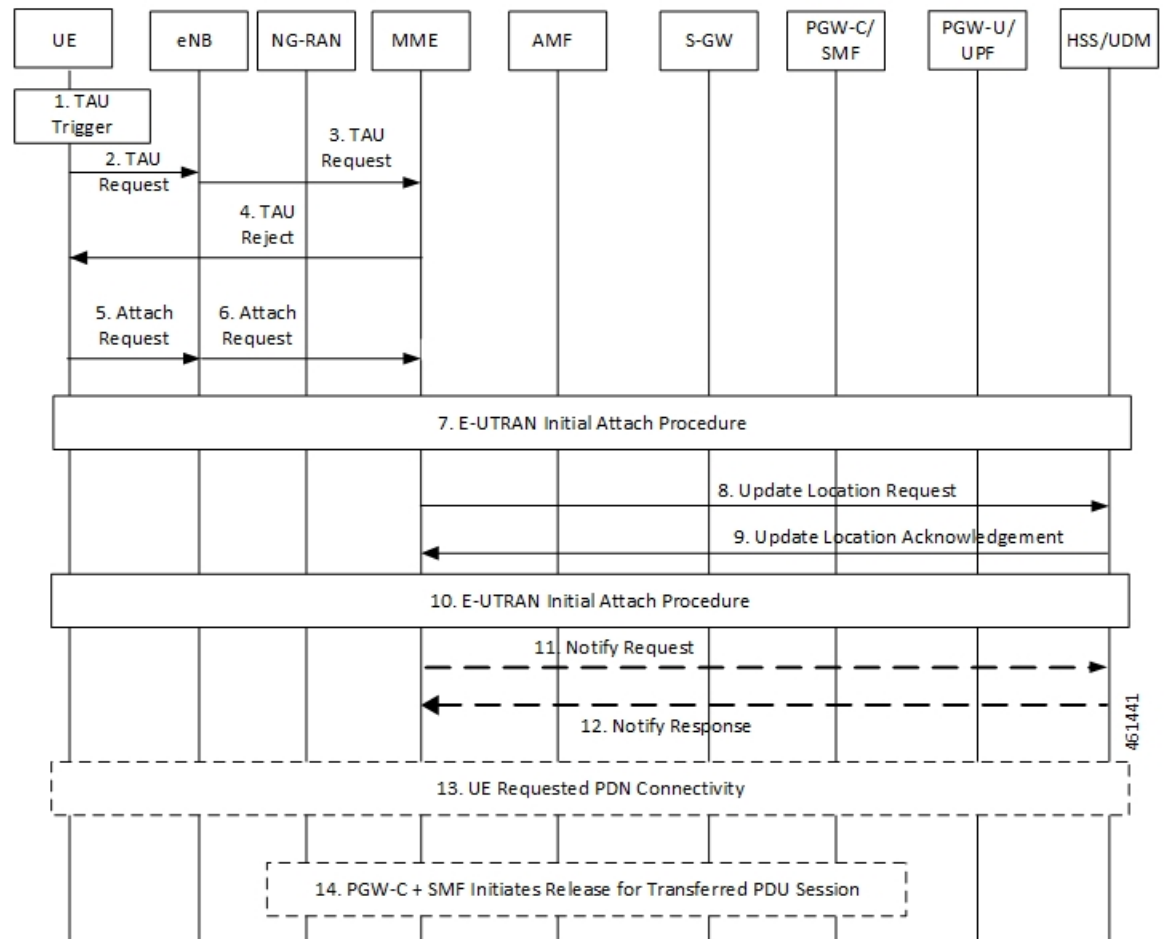 UE
eNB
NG-RAN
MME
AMF
S-GW
PGW-C/
SMF
PGW-U/
UPF
HSS/UDM
1. TAU
Trigger
2. TAU
Request
3. TAU
Request
4. TAU
Reject
5. Attach
Request
6. Attach
Request
7. E-UTRAN Initial Attach Procedure
8. Update Location Request
9. Update Location Acknowledgement
10. E-UTRAN Initial Attach Procedure
11. Notify Request
12. Notify Response
461441
13. UE Requested PDN Connectivity
14. PGW-C + SMF Initiates Release for Transferred PDU Session